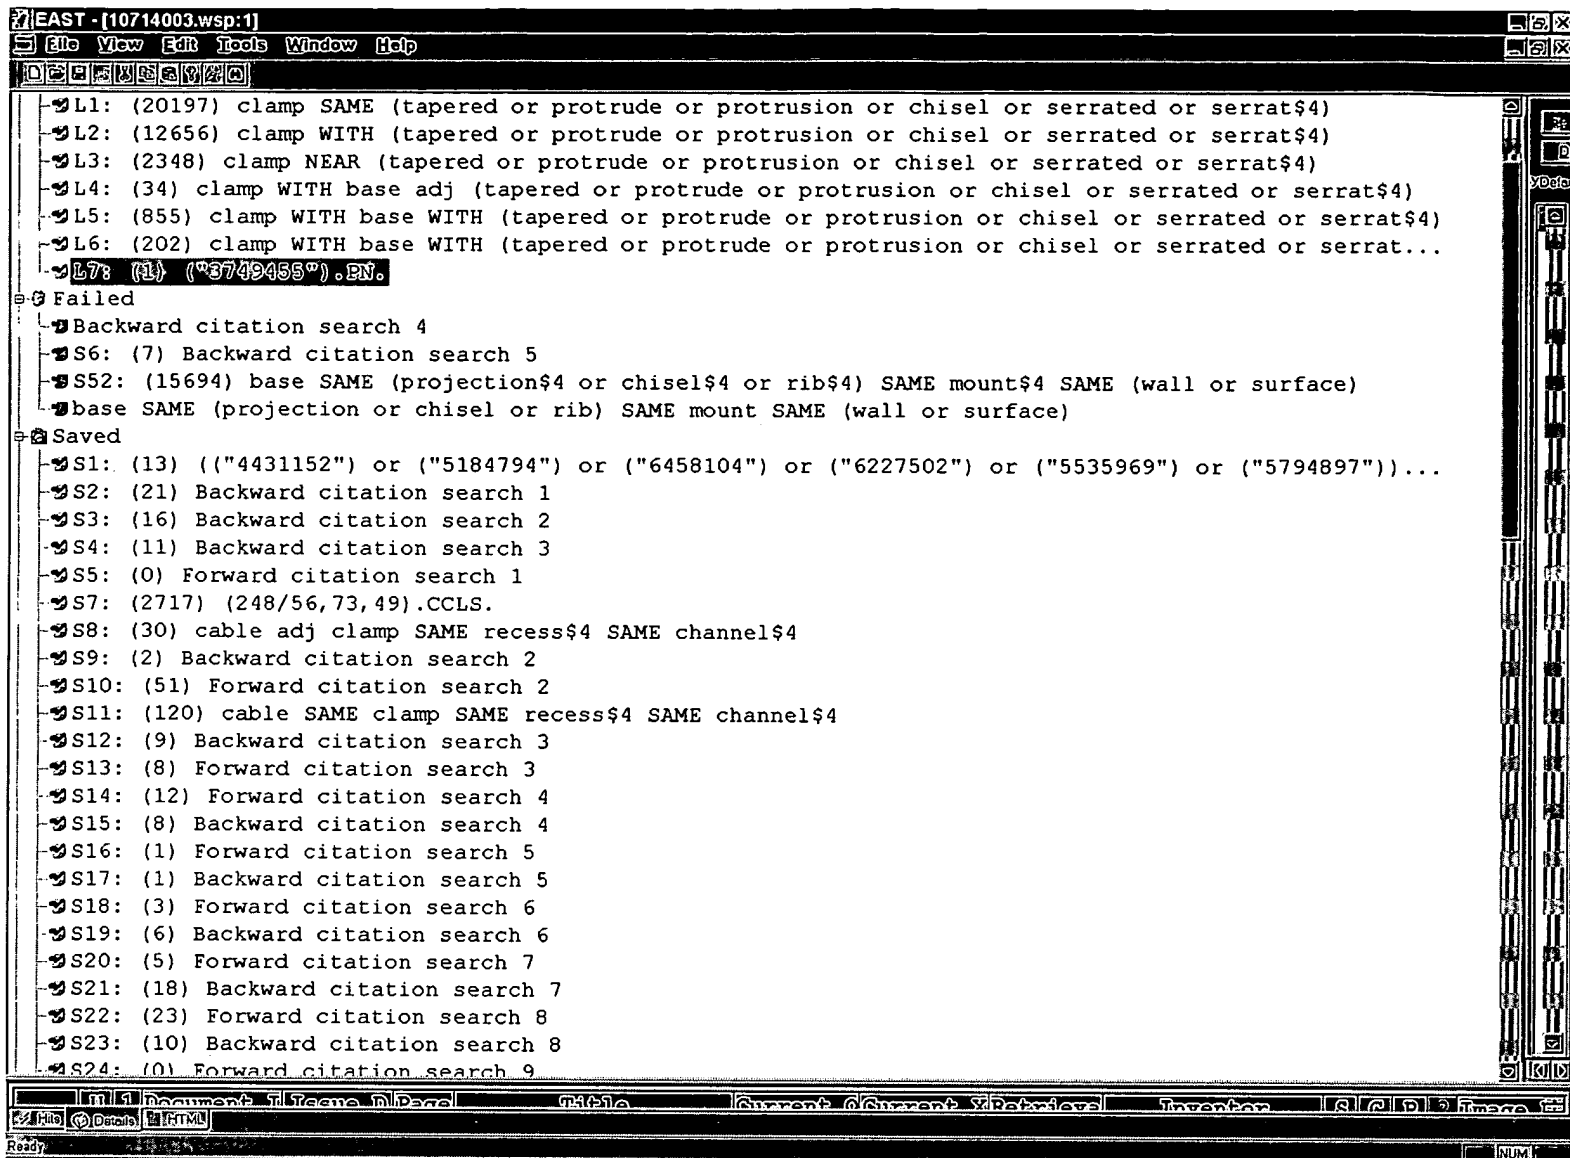 EAST - [10714003.wsp:1]
File View Edit Tools Window Help
L1: (20197) clamp SAME (tapered or protrude or protrusion or chisel or serrated or serrat$4)
L2: (12656) clamp WITH (tapered or protrude or protrusion or chisel or serrated or serrat$4)
L3: (2348) clamp NEAR (tapered or protrude or protrusion or chisel or serrated or serrat$4)
L4: (34) clamp WITH base adj (tapered or protrude or protrusion or chisel or serrated or serrat$4)
L5: (855) clamp WITH base WITH (tapered or protrude or protrusion or chisel or serrated or serrat$4)
L6: (202) clamp WITH base WITH (tapered or protrude or protrusion or chisel or serrated or serrat...
L7: (1) ("3749455").PN.
Failed
Backward citation search 4
S6: (7) Backward citation search 5
S52: (15694) base SAME (projection$4 or chisel$4 or rib$4) SAME mount$4 SAME (wall or surface)
base SAME (projection or chisel or rib) SAME mount SAME (wall or surface)
Saved
S1: (13) (("4431152") or ("5184794") or ("6458104") or ("6227502") or ("5535969") or ("5794897"))...
S2: (21) Backward citation search 1
S3: (16) Backward citation search 2
S4: (11) Backward citation search 3
S5: (0) Forward citation search 1
S7: (2717) (248/56,73,49).CCLS.
S8: (30) cable adj clamp SAME recess$4 SAME channel$4
S9: (2) Backward citation search 2
S10: (51) Forward citation search 2
S11: (120) cable SAME clamp SAME recess$4 SAME channel$4
S12: (9) Backward citation search 3
S13: (8) Forward citation search 3
S14: (12) Forward citation search 4
S15: (8) Backward citation search 4
S16: (1) Forward citation search 5
S17: (1) Backward citation search 5
S18: (3) Forward citation search 6
S19: (6) Backward citation search 6
S20: (5) Forward citation search 7
S21: (18) Backward citation search 7
S22: (23) Forward citation search 8
S23: (10) Backward citation search 8
S24: (0) Forward citation search 9
U 1 Document I Issue D Page Title Current O Current X Retrieval Inventor S C P 2 Image
Hits Details HTML
Ready NUM